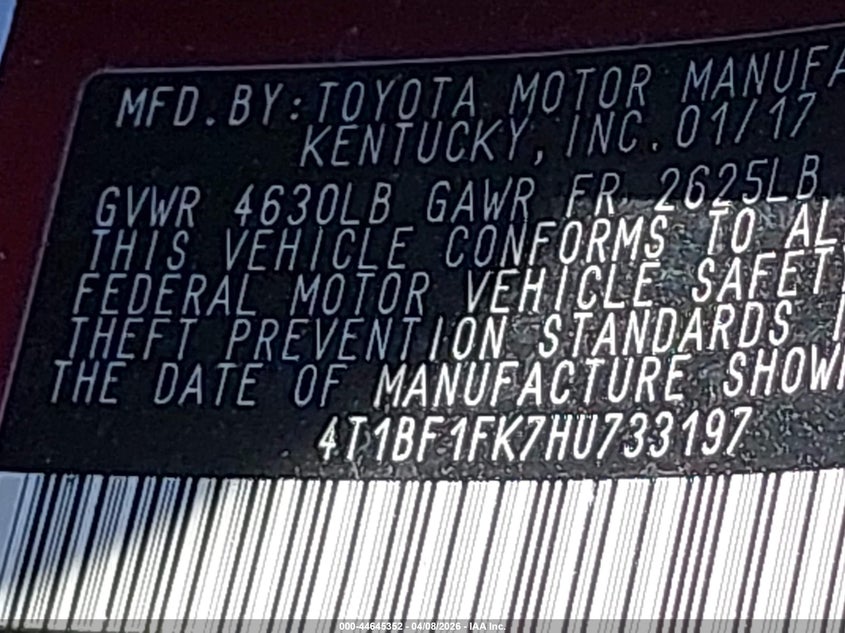 MFD.BY:TOYOTA MOTOR MANUFA
KENTUCKY, INC. 01/17
GVWR 4630LB GAWR FR 2625LB
THIS VEHICLE CONFORMS TO AL
FEDERAL MOTOR VEHICLE SAFETY
THEFT PREVENTION STANDARDS I
THE DATE OF MANUFACTURE SHOW
4T1BF1FK7HU733197
000-44645352 - 04/08/2026 - IAA Inc.